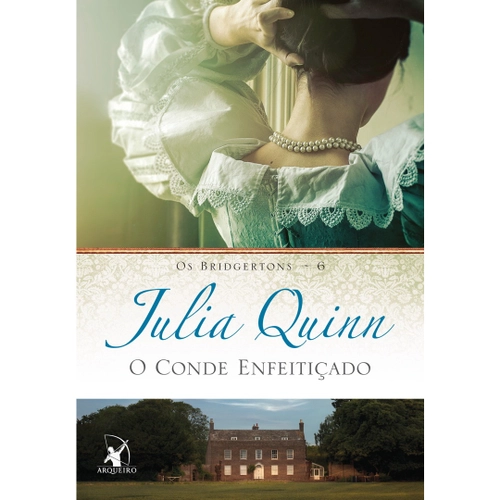 Os Bridgertons - 6
Julia Quinn
O Conde Enfeitiçado
ARQUEIRO